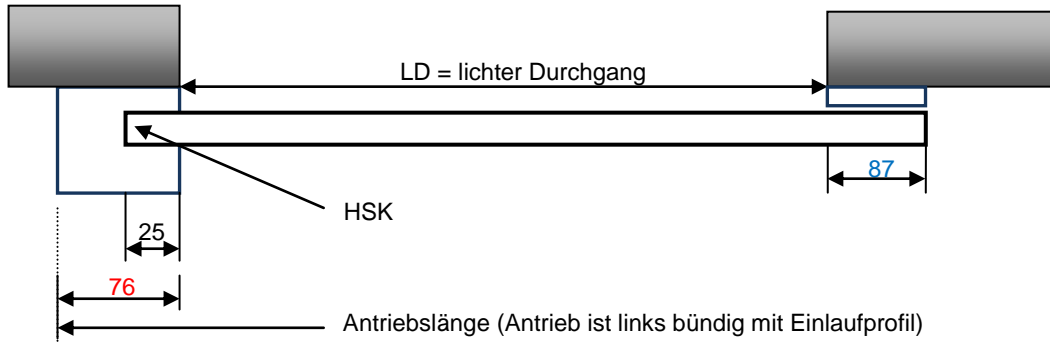 LD = lichter Durchgang
87
HSK
25
76
Antriebslänge (Antrieb ist links bündig mit Einlaufprofil)